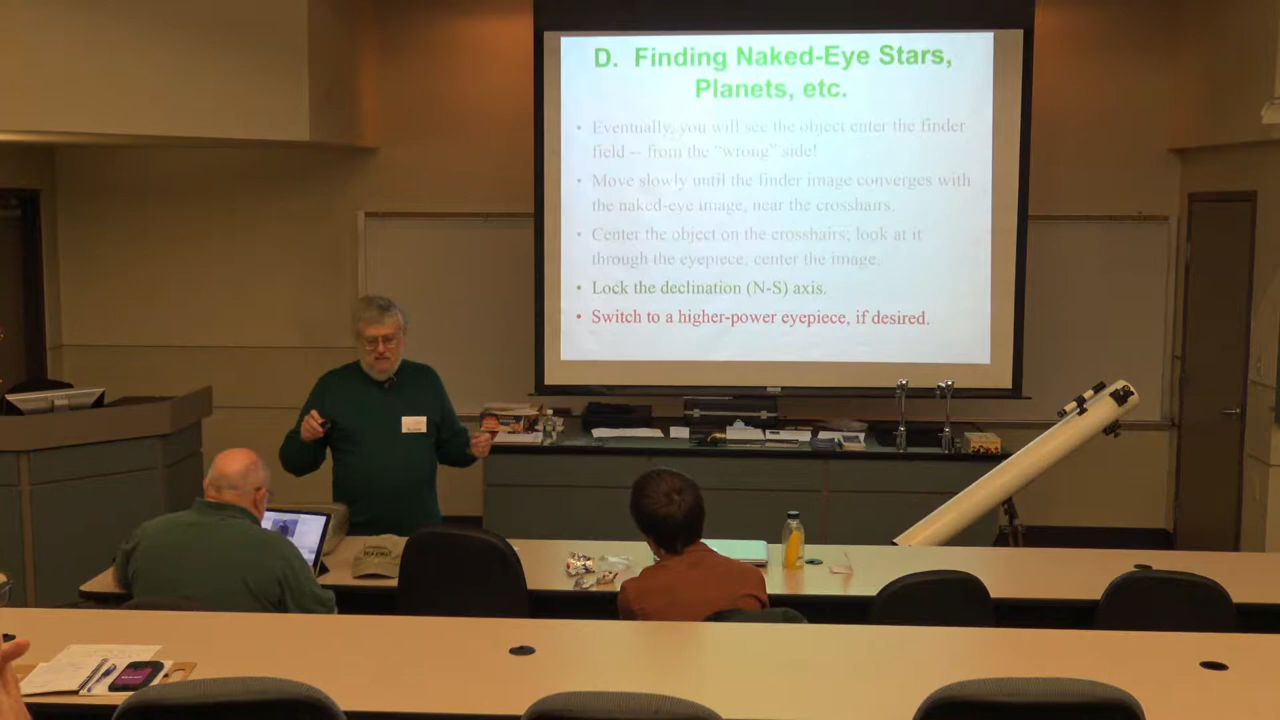 D. Finding Naked-Eye Stars,
Planets, etc.
• Eventually, you will see the object enter the finder
field -- from the "wrong" side!
• Move slowly until the finder image converges with
the naked-eye image, near the crosshairs.
• Center the object on the crosshairs; look at it
through the eyepiece; center the image.
• Lock the declination (N-S) axis.
• Switch to a higher-power eyepiece, if desired.